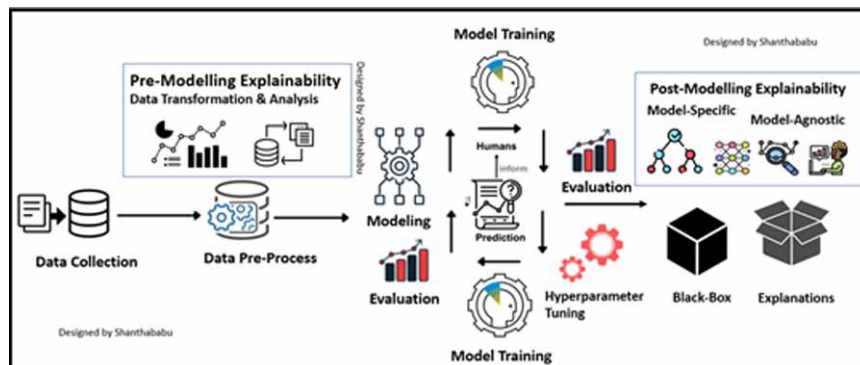 Model Training
Designed by Shanthababu
Pre-Modelling Explainability
Data Transformation & Analysis
Designed by Shanthababu
Post-Modelling Explainability
Model-Specific
Model-Agnostic
Humans
inform
Evaluation
Modeling
Prediction
Data Collection
Data Pre-Process
Evaluation
Hyperparameter
Tuning
Black-Box
Explanations
Designed by Shanthababu
Model Training